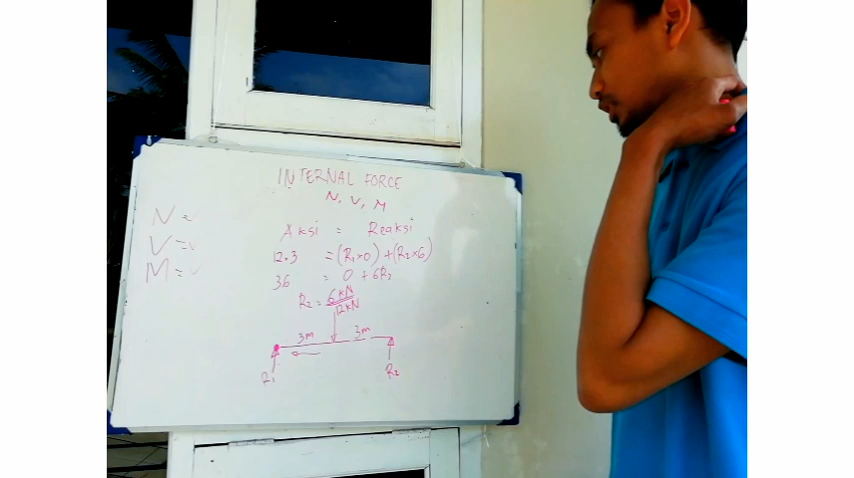 INTERNAL FORCE
N, V, M
N =
V =
M =
Aksi = Reaksi
12.3 = (R₁×0) + (R₂×6)
36 = 0 + 6R₂
R₂ = 6 kN
12 kN
3m 3m
R₁ R₂